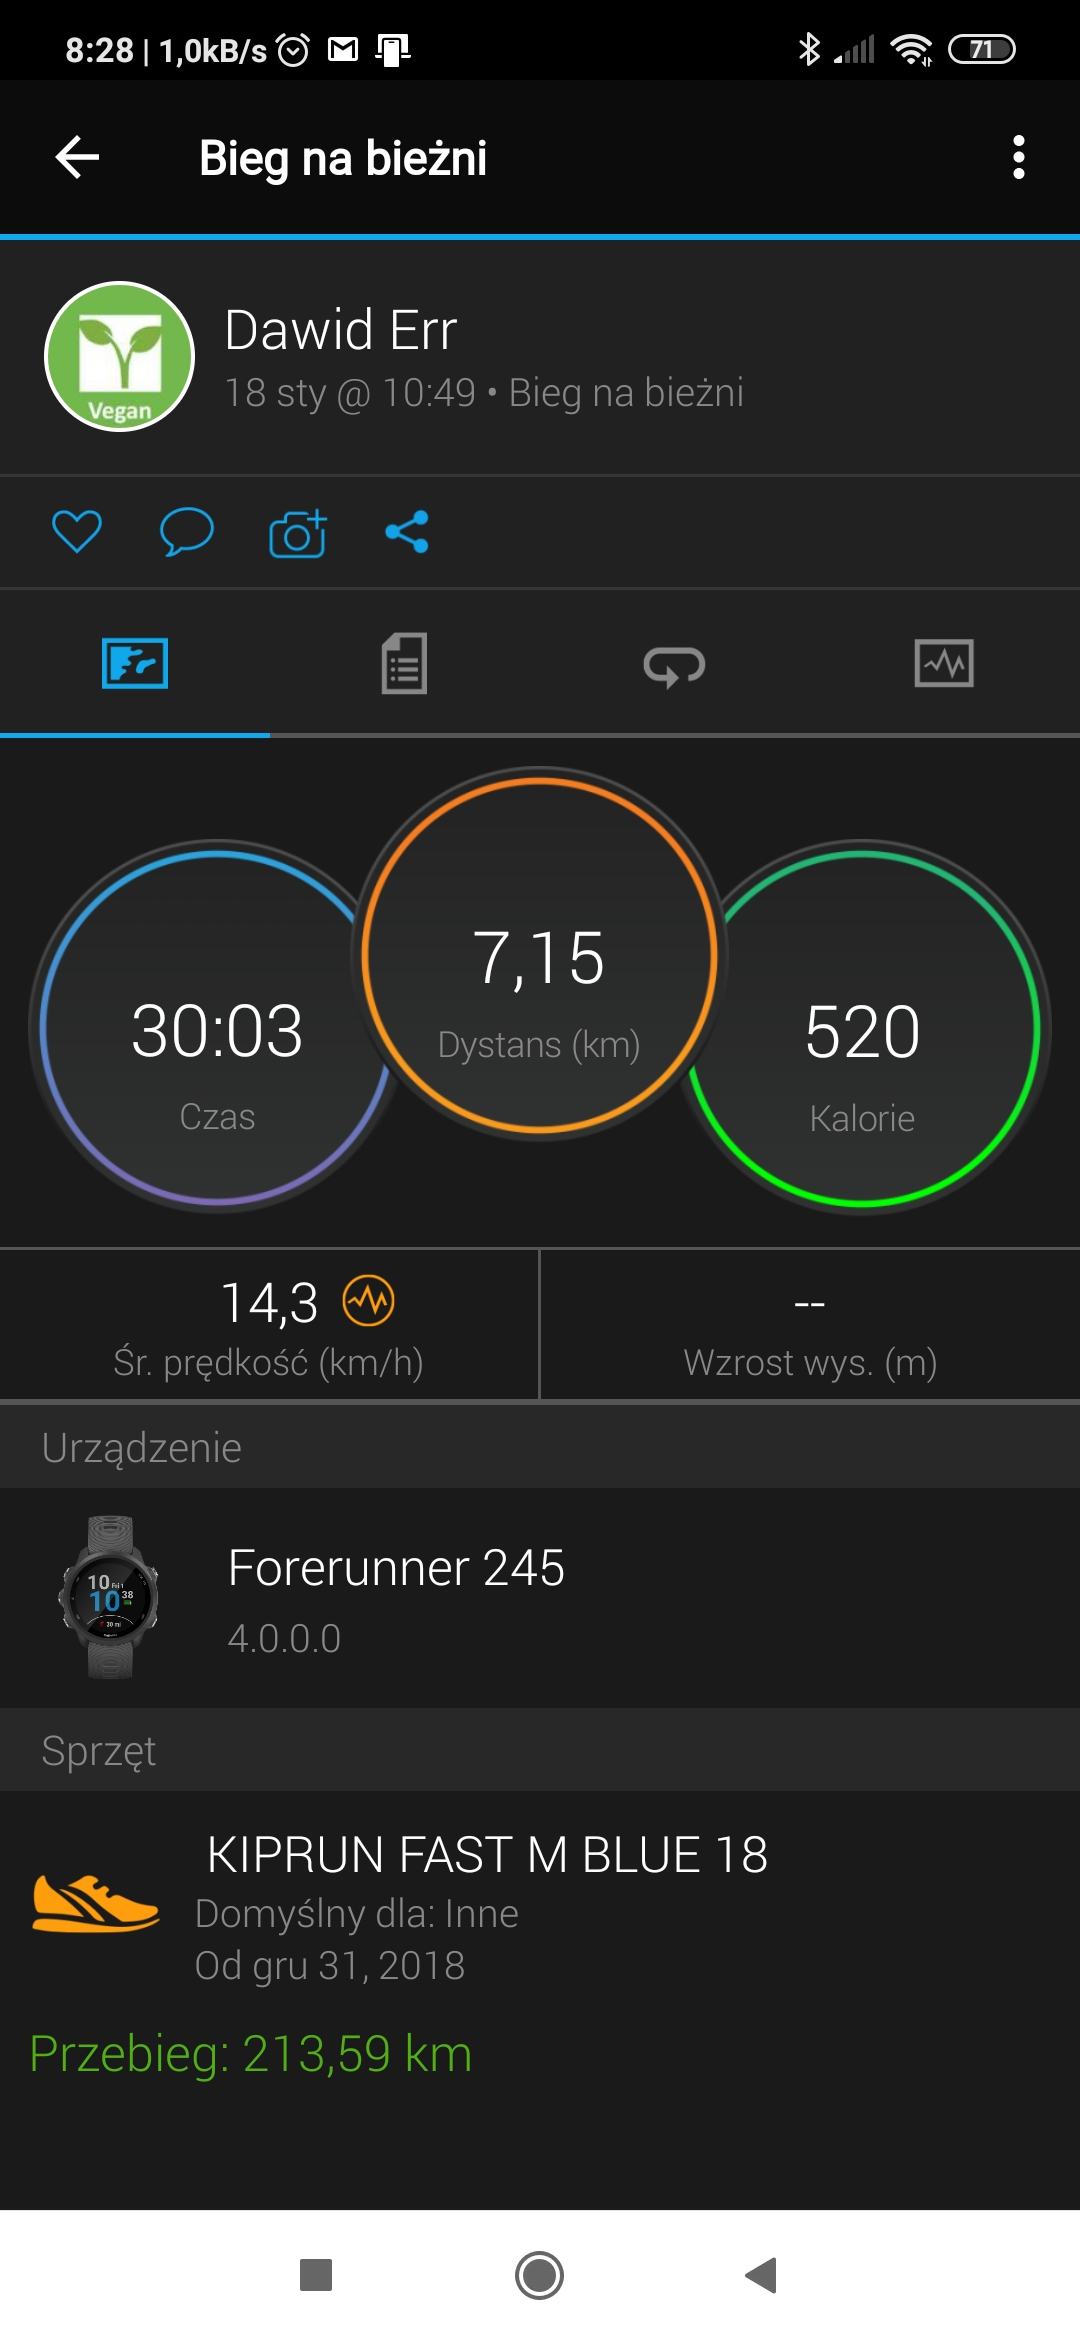 8:28 | 1,0kB/s
71
Bieg na bieżni
Vegan
Dawid Err
18 sty @ 10:49 • Bieg na bieżni
30:03
Czas
7,15
Dystans (km)
520
Kalorie
14,3
Śr. prędkość (km/h)
--
Wzrost wys. (m)
Urządzenie
10
10 38
Forerunner 245
4.0.0.0
Sprzęt
KIPRUN FAST M BLUE 18
Domyślny dla: Inne
Od gru 31, 2018
Przebieg: 213,59 km